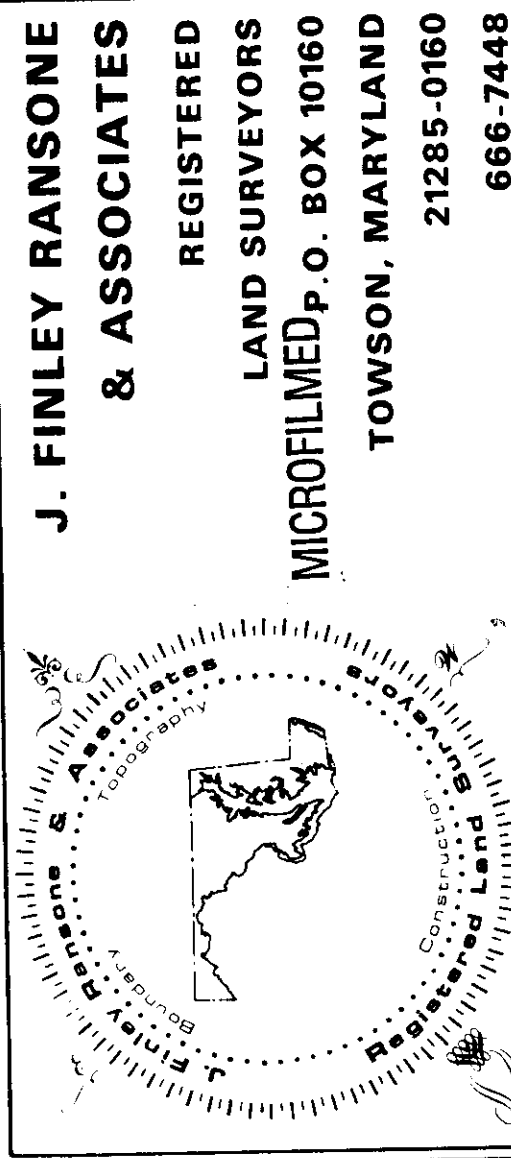 J. FINLEY RANSONE
& ASSOCIATES
REGISTERED
LAND SURVEYORS
MICROFILMED P.O. BOX 10160
TOWSON, MARYLAND
21285-0160
666-7448
J. Finley Ransone & Associates
Registered Land Surveyors
Boundary
Topography
Construction